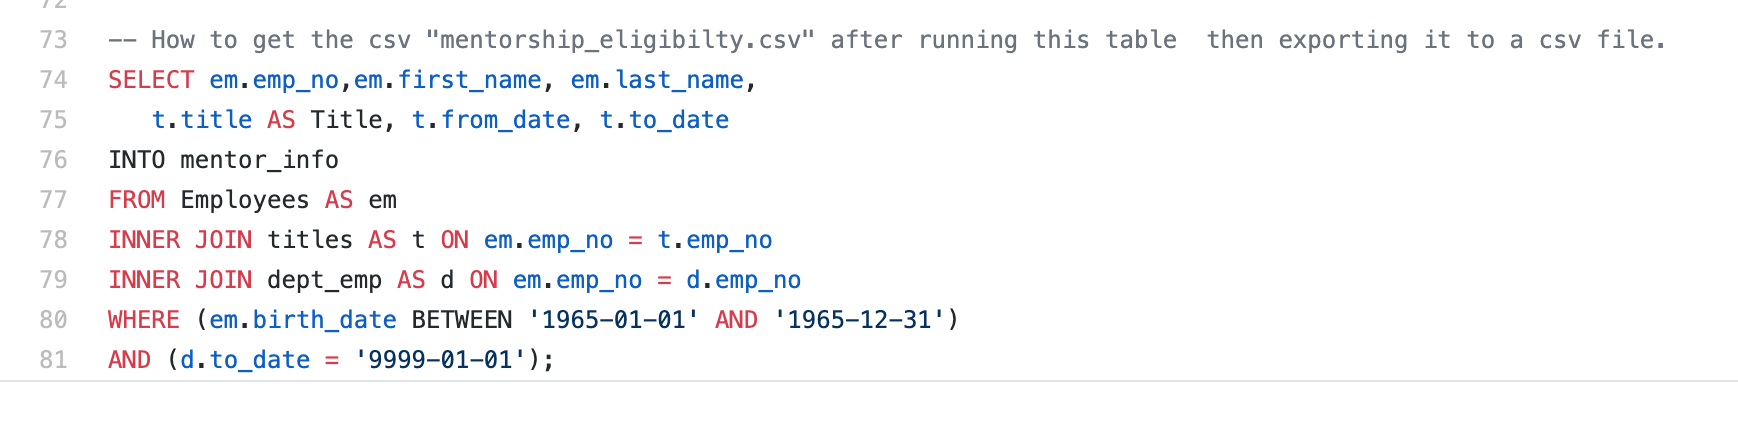 72
73 -- How to get the csv "mentorship_eligibilty.csv" after running this table  then exporting it to a csv file.
74 SELECT em.emp_no,em.first_name, em.last_name,
75    t.title AS Title, t.from_date, t.to_date
76 INTO mentor_info
77 FROM Employees AS em
78 INNER JOIN titles AS t ON em.emp_no = t.emp_no
79 INNER JOIN dept_emp AS d ON em.emp_no = d.emp_no
80 WHERE (em.birth_date BETWEEN '1965-01-01' AND '1965-12-31')
81 AND (d.to_date = '9999-01-01');